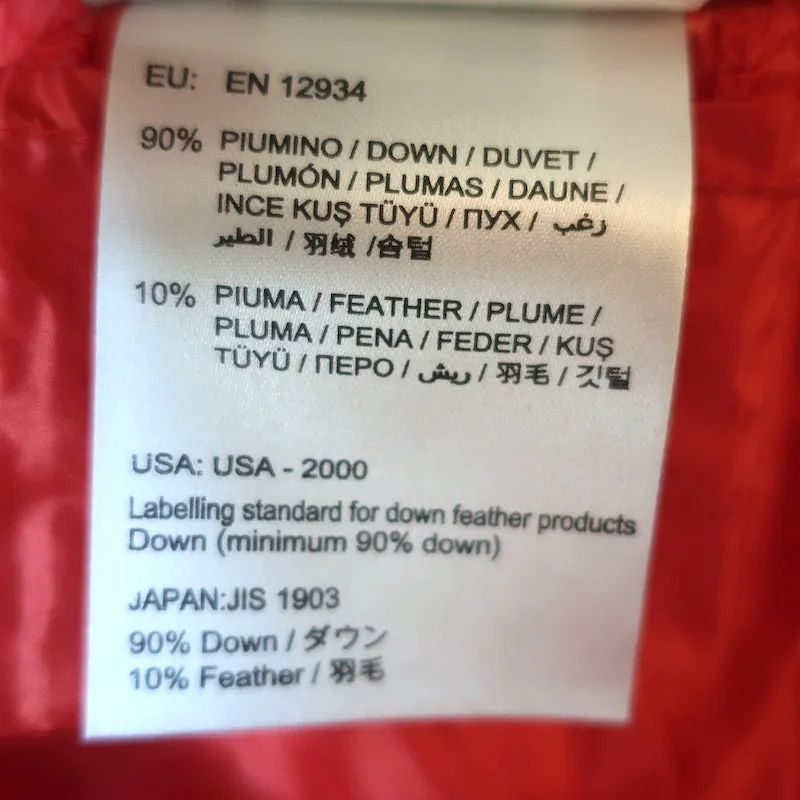 EU: EN 12934
90% PIUMINO / DOWN / DUVET /
PLUMÓN / PLUMAS / DAUNE /
INCE KUŞ TÜYÜ / ПУХ / زغب
الطير / 羽绒 /솜털
10% PIUMA / FEATHER / PLUME /
PLUMA / PENA / FEDER / KUŞ
TÜYÜ / ПЕРО / ريش / 羽毛 / 깃털
USA: USA - 2000
Labelling standard for down feather products
Down (minimum 90% down)
JAPAN:JIS 1903
90% Down / ダウン
10% Feather / 羽毛